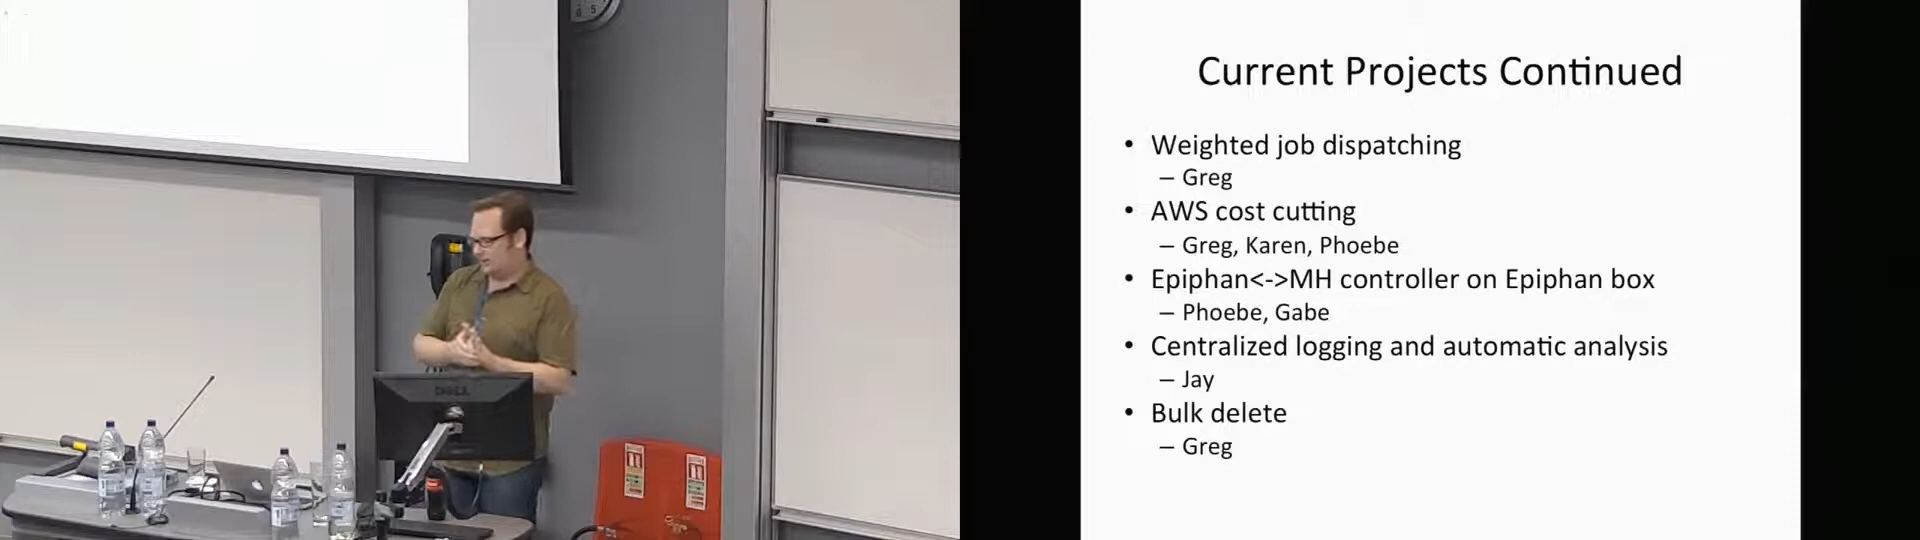 Current Projects Continued
• Weighted job dispatching
– Greg
• AWS cost cutting
– Greg, Karen, Phoebe
• Epiphan<->MH controller on Epiphan box
– Phoebe, Gabe
• Centralized logging and automatic analysis
– Jay
• Bulk delete
– Greg
DELL